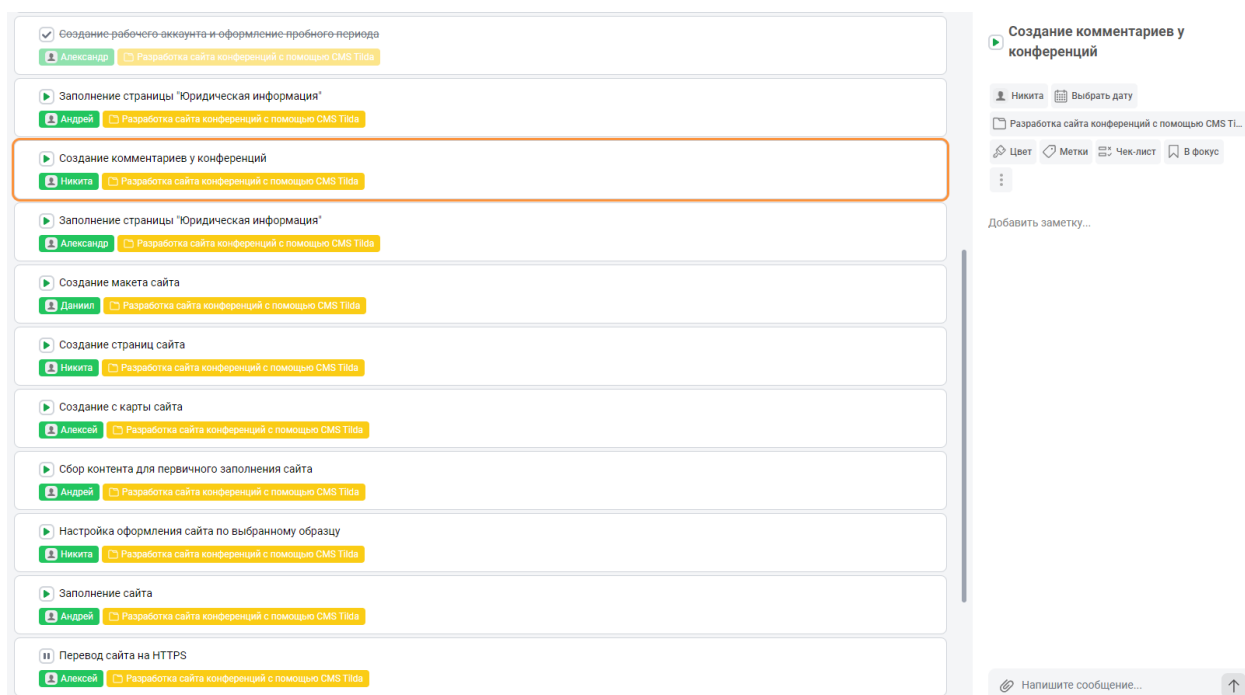 Создание рабочего аккаунта и оформление пробного периода
Александр Разработка сайта конференций с помощью CMS Tilda
Заполнение страницы "Юридическая информация"
Андрей Разработка сайта конференций с помощью CMS Tilda
Создание комментариев у конференций
Никита Разработка сайта конференций с помощью CMS Tilda
Заполнение страницы "Юридическая информация"
Александр Разработка сайта конференций с помощью CMS Tilda
Создание макета сайта
Даниил Разработка сайта конференций с помощью CMS Tilda
Создание страниц сайта
Никита Разработка сайта конференций с помощью CMS Tilda
Создание с карты сайта
Алексей Разработка сайта конференций с помощью CMS Tilda
Сбор контента для первичного заполнения сайта
Андрей Разработка сайта конференций с помощью CMS Tilda
Настройка оформления сайта по выбранному образцу
Никита Разработка сайта конференций с помощью CMS Tilda
Заполнение сайта
Андрей Разработка сайта конференций с помощью CMS Tilda
Перевод сайта на HTTPS
Алексей Разработка сайта конференций с помощью CMS Tilda
Создание комментариев у
конференций
Никита Выбрать дату
Разработка сайта конференций с помощью CMS Ti...
Цвет Метки Чек-лист В фокус
Добавить заметку...
Напишите сообщение...